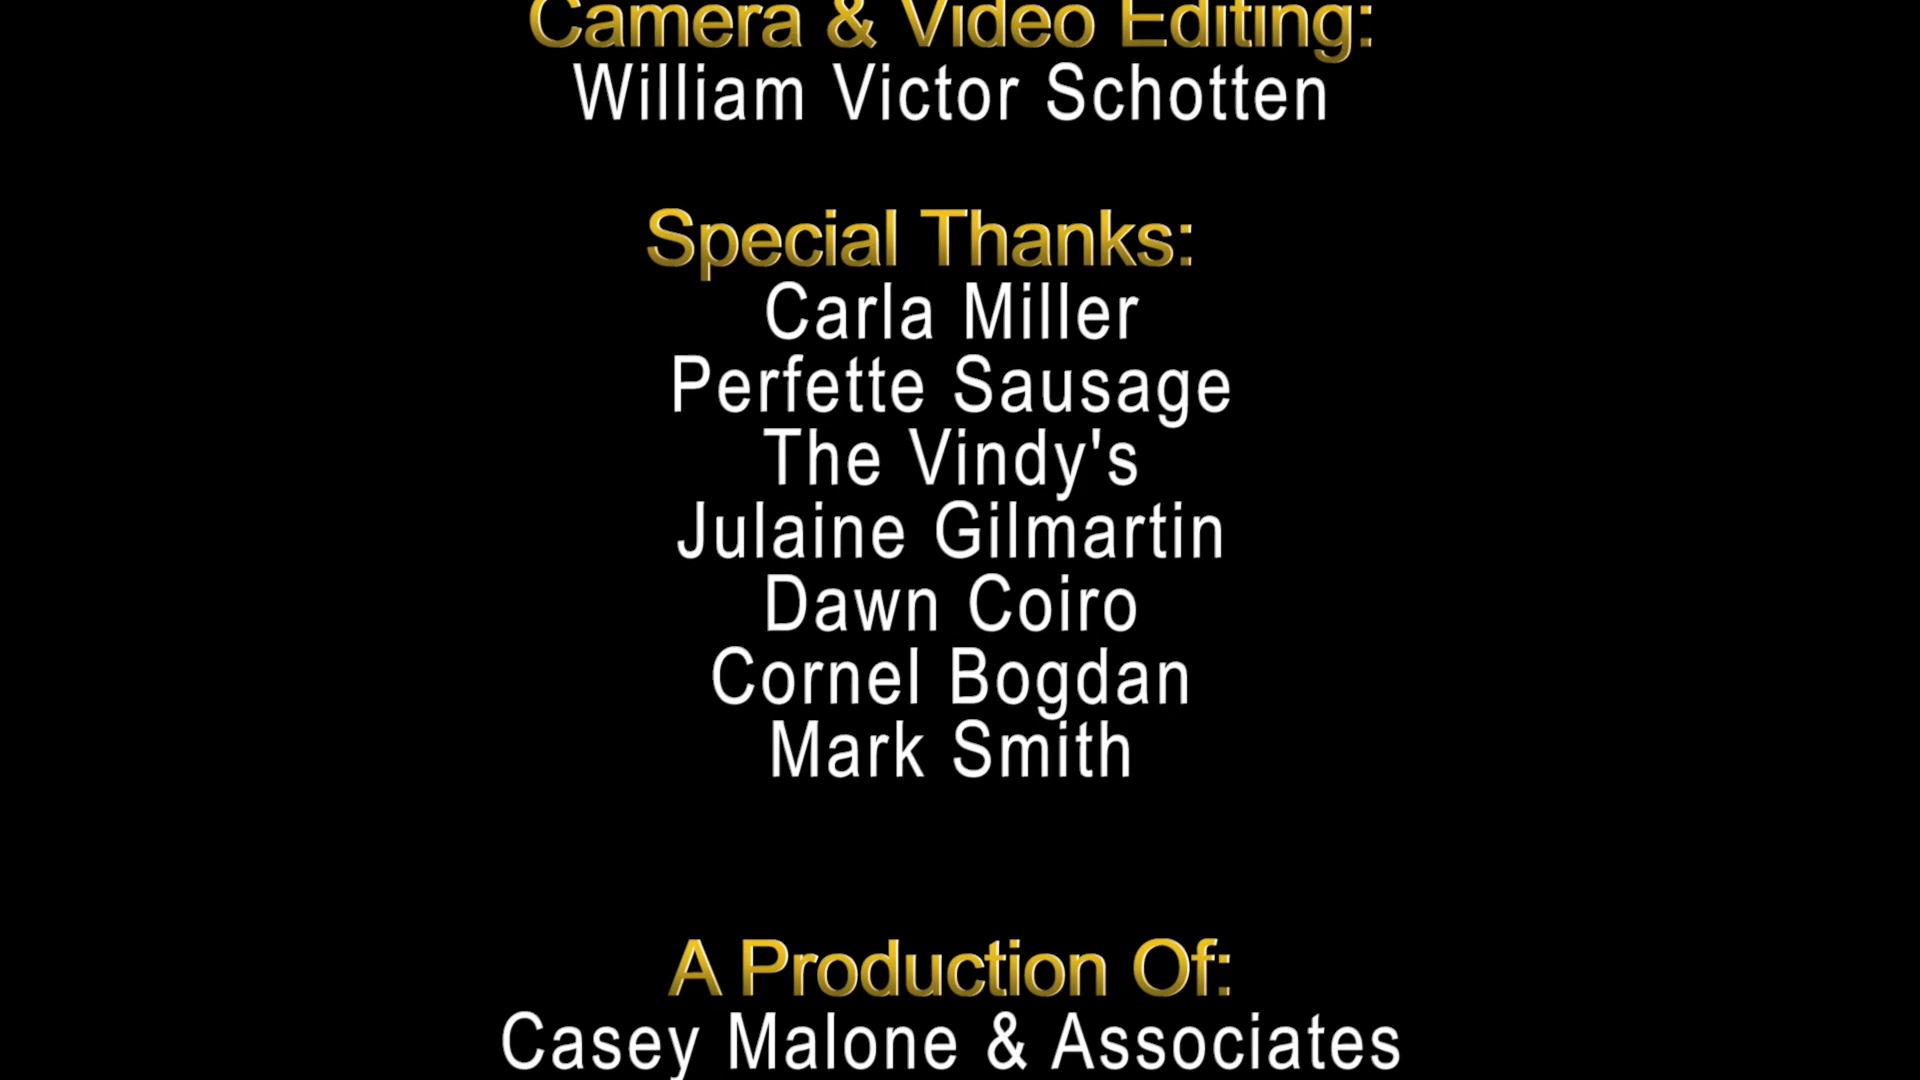 Camera & Video Editing:
William Victor Schotten
Special Thanks:
Carla Miller
Perfette Sausage
The Vindy's
Julaine Gilmartin
Dawn Coiro
Cornel Bogdan
Mark Smith
A Production Of:
Casey Malone & Associates